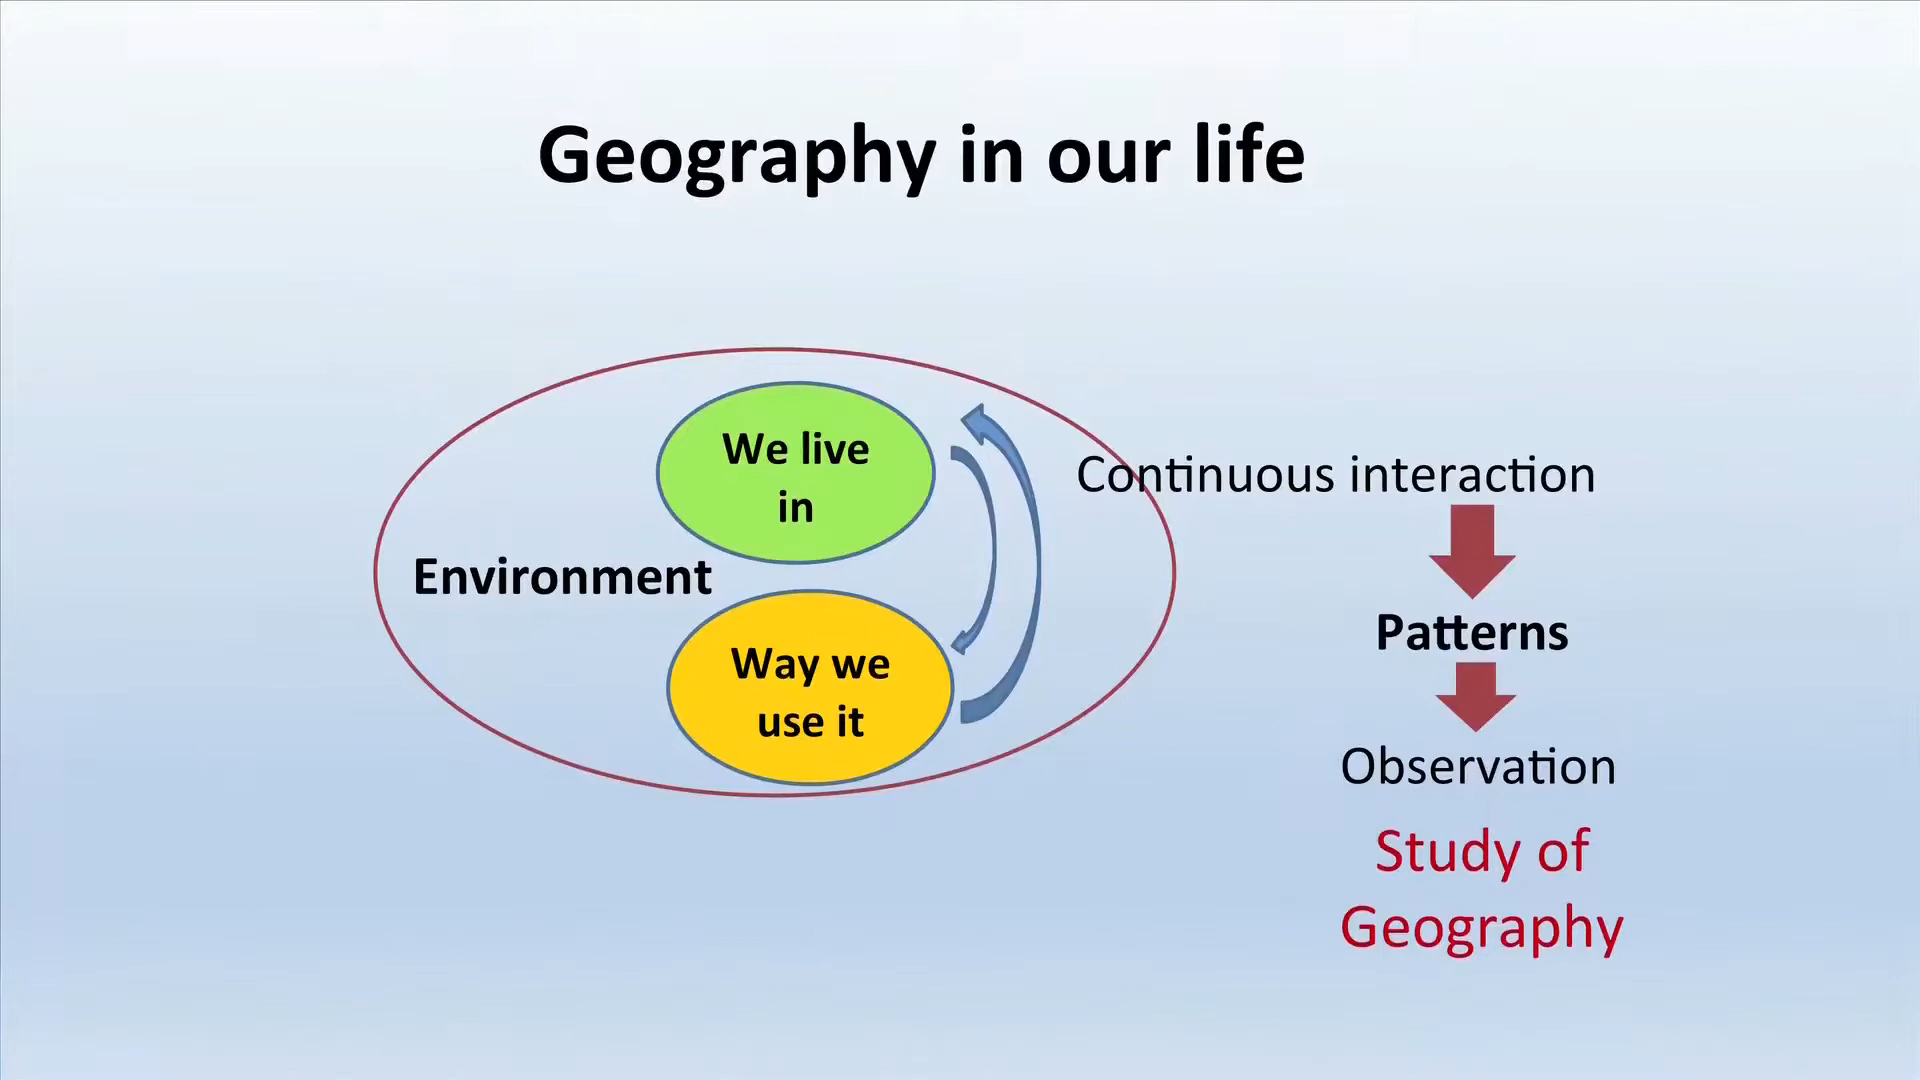 Geography in our life
We live
in
Environment
Way we
use it
Continuous interaction
Patterns
Observation
Study of
Geography